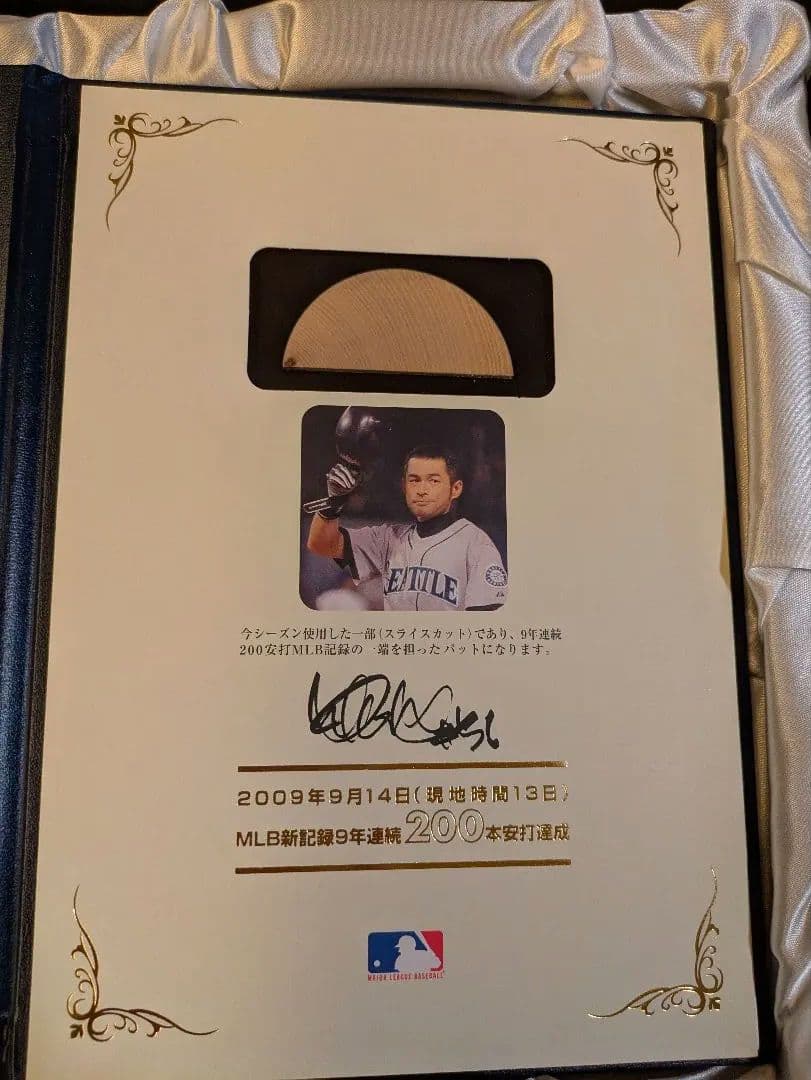 SEATTLE
今シーズン使用した一部(スライスカット)であり、9年連続
200安打MLB記録の一端を担ったバットになります。
2009年9月14日(現地時間13日)
MLB新記録9年連続200本安打達成
MAJOR LEAGUE BASEBALL